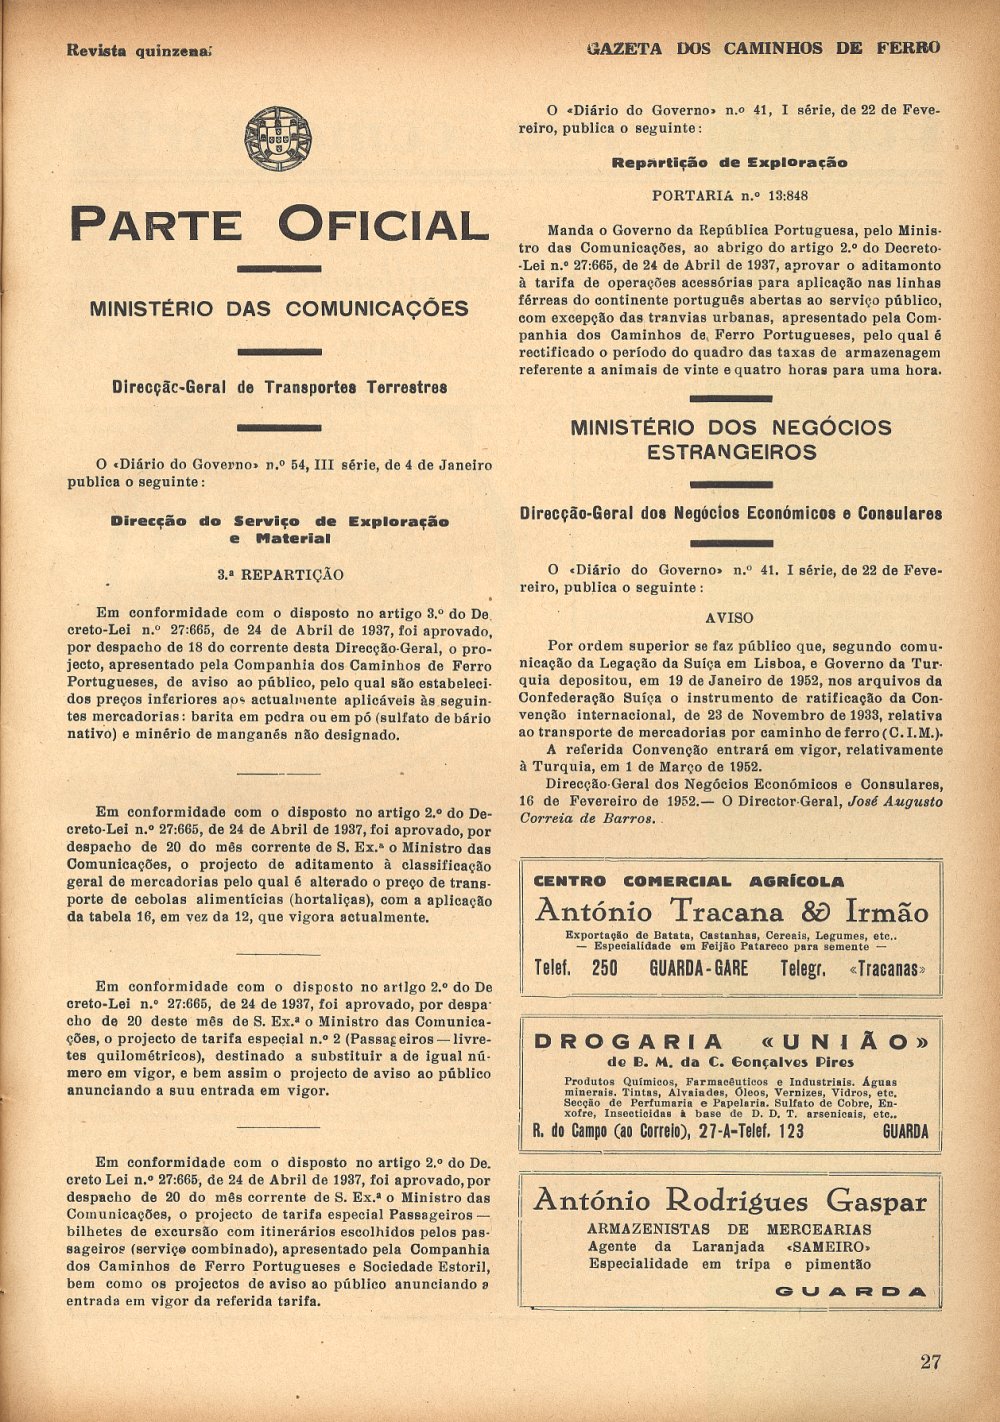 Revista quinzenal
GAZETA DOS CAMINHOS DE FERRO
PARTE OFICIAL
MINISTÉRIO DAS COMUNICAÇÕES
Direcção-Geral de Transportes Terrestres
O «Diário do Governo» n.º 54, III série, de 4 de Janeiro
publica o seguinte:
Direcção do Serviço de Exploração
e Material
3.ª REPARTIÇÃO
Em conformidade com o disposto no artigo 3.º do De
creto-Lei n.º 27:665, de 24 de Abril de 1937, foi aprovado,
por despacho de 18 do corrente desta Direcção-Geral, o pro-
jecto, apresentado pela Companhia dos Caminhos de Ferro
Portugueses, de aviso ao público, pelo qual são estabeleci-
dos preços inferiores aos actualmente aplicáveis às seguin-
tes mercadorias: barita em pedra ou em pó (sulfato de bário
nativo) e minério de manganés não designado.
Em conformidade com o disposto no artigo 2.º do De-
creto-Lei n.º 27:665, de 24 de Abril de 1937, foi aprovado, por
despacho de 20 do mês corrente de S. Ex.ª o Ministro das
Comunicações, o projecto de aditamento à classificação
geral de mercadorias pelo qual é alterado o preço de trans-
porte de cebolas alimentícias (hortaliças), com a aplicação
da tabela 16, em vez da 12, que vigora actualmente.
Em conformidade com o disposto no artigo 2.º do De
creto-Lei n.º 27:665, de 24 de 1937, foi aprovado, por despa-
cho de 20 deste mês de S. Ex.ª o Ministro das Comunica-
ções, o projecto de tarifa especial n.º 2 (Passageiros — livre-
tes quilométricos), destinado a substituir a de igual nú-
mero em vigor, e bem assim o projecto de aviso ao público
anunciando a suu entrada em vigor.
Em conformidade com o disposto no artigo 2.º do De.
creto Lei n.º 27:665, de 24 de Abril de 1937, foi aprovado, por
despacho de 20 do mês corrente de S. Ex.ª o Ministro das
Comunicações, o projecto de tarifa especial Passageiros —
bilhetes de excursão com itinerários escolhidos pelos pas-
sageiros (serviço combinado), apresentado pela Companhia
dos Caminhos de Ferro Portugueses e Sociedade Estoril,
bem como os projectos de aviso ao público anunciando a
entrada em vigor da referida tarifa.
O «Diário do Governo» n.º 41, I série, de 22 de Feve-
reiro, publica o seguinte:
Repartição de Exploração
PORTARIA n.º 13:848
Manda o Governo da República Portuguesa, pelo Minis-
tro das Comunicações, ao abrigo do artigo 2.º do Decreto-
-Lei n.º 27:665, de 24 de Abril de 1937, aprovar o aditamonto
à tarifa de operações acessórias para aplicação nas linhas
férreas do continente português abertas ao serviço público,
com excepção das tranvias urbanas, apresentado pela Com-
panhia dos Caminhos de Ferro Portugueses, pelo qual é
rectificado o período do quadro das taxas de armazenagem
referente a animais de vinte e quatro horas para uma hora.
MINISTÉRIO DOS NEGÓCIOS
ESTRANGEIROS
Direcção-Geral dos Negócios Económicos e Consulares
O «Diário do Governo» n.º 41. I série, de 22 de Feve-
reiro, publica o seguinte:
AVISO
Por ordem superior se faz público que, segundo comu-
nicação da Legação da Suíça em Lisboa, e Governo da Tur-
quia depositou, em 19 de Janeiro de 1952, nos arquivos da
Confederação Suíça o instrumento de ratificação da Con-
venção internacional, de 23 de Novembro de 1933, relativa
ao transporte de mercadorias por caminho de ferro (C. I. M.).
A referida Convenção entrará em vigor, relativamente
à Turquia, em 1 de Março de 1952.
Direcção-Geral dos Negócios Económicos e Consulares,
16 de Fevereiro de 1952.— O Director-Geral, José Augusto
Correia de Barros.
CENTRO COMERCIAL AGRÍCOLA
António Tracana & Irmão
Exportação de Batata, Castanhas, Cereais, Legumes, etc..
— Especialidade em Feijão Patareco para semente —
Telef. 250 GUARDA-GARE Telegr. «Tracanas»
DROGARIA «UNIÃO»
de B. M. da C. Gonçalves Pires
Produtos Químicos, Farmacêuticos e Industriais. Águas
minerais. Tintas, Alvaiades, Óleos, Vernizes, Vidros, etc.
Secção de Perfumaria e Papelaria. Sulfato de Cobre, En-
xofre, Insecticidas à base de D. D. T. arsenicais, etc..
R. do Campo (ao Correio), 27-A-Telef. 123 GUARDA
António Rodrigues Gaspar
ARMAZENISTAS DE MERCEARIAS
Agente da Laranjada «SAMEIRO»
Especialidade em tripa e pimentão
GUARDA
27